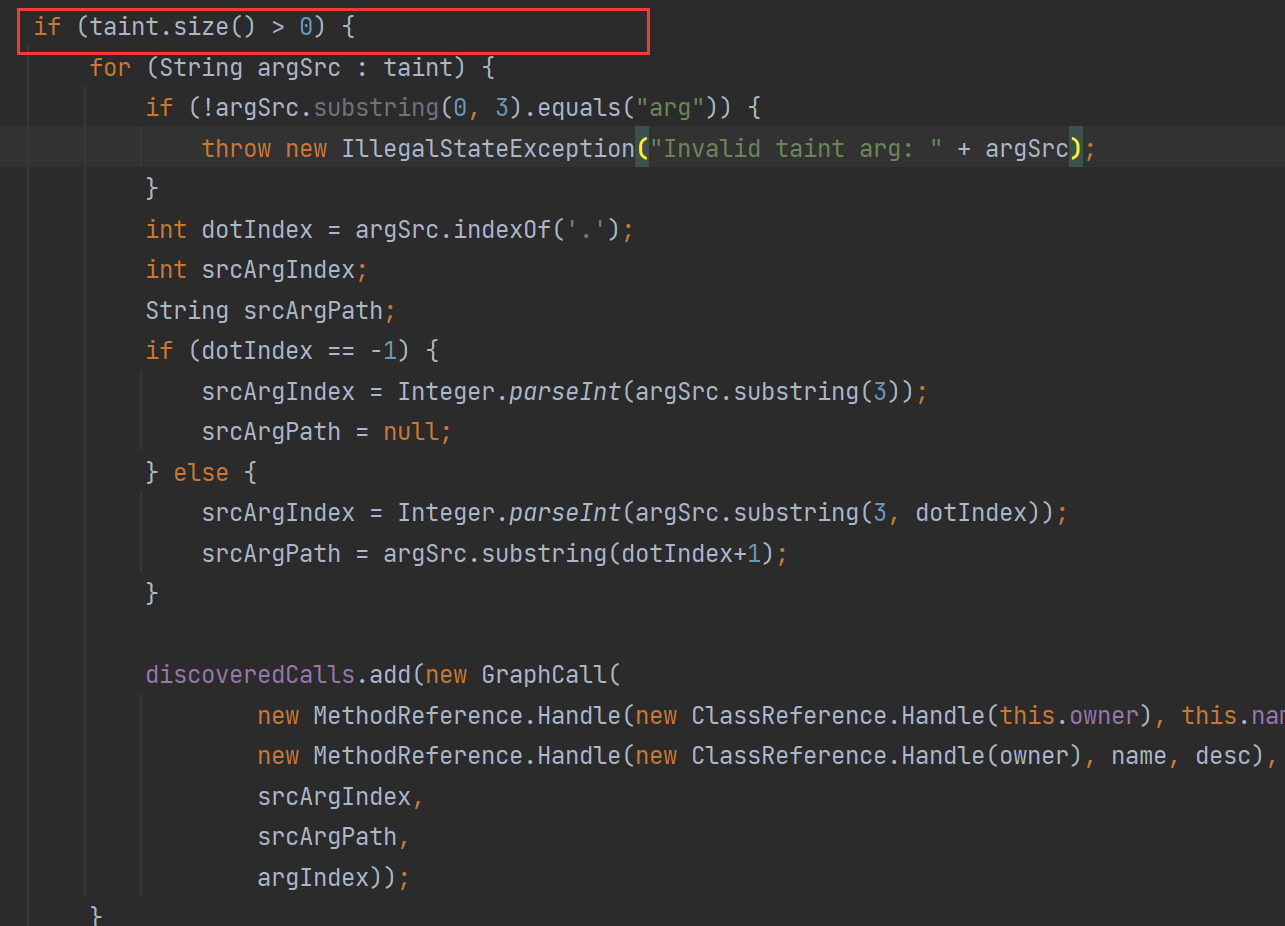 if (taint.size() > 0) {
for (String argSrc : taint) {
if (!argSrc.substring(0, 3).equals("arg")) {
throw new IllegalStateException("Invalid taint arg: " + argSrc);
}
int dotIndex = argSrc.indexOf('.');
int srcArgIndex;
String srcArgPath;
if (dotIndex == -1) {
srcArgIndex = Integer.parseInt(argSrc.substring(3));
srcArgPath = null;
} else {
srcArgIndex = Integer.parseInt(argSrc.substring(3, dotIndex));
srcArgPath = argSrc.substring(dotIndex+1);
}
discoveredCalls.add(new GraphCall(
new MethodReference.Handle(new ClassReference.Handle(this.owner), this.
new MethodReference.Handle(new ClassReference.Handle(owner), name, desc),
srcArgIndex,
srcArgPath,
argIndex));
}